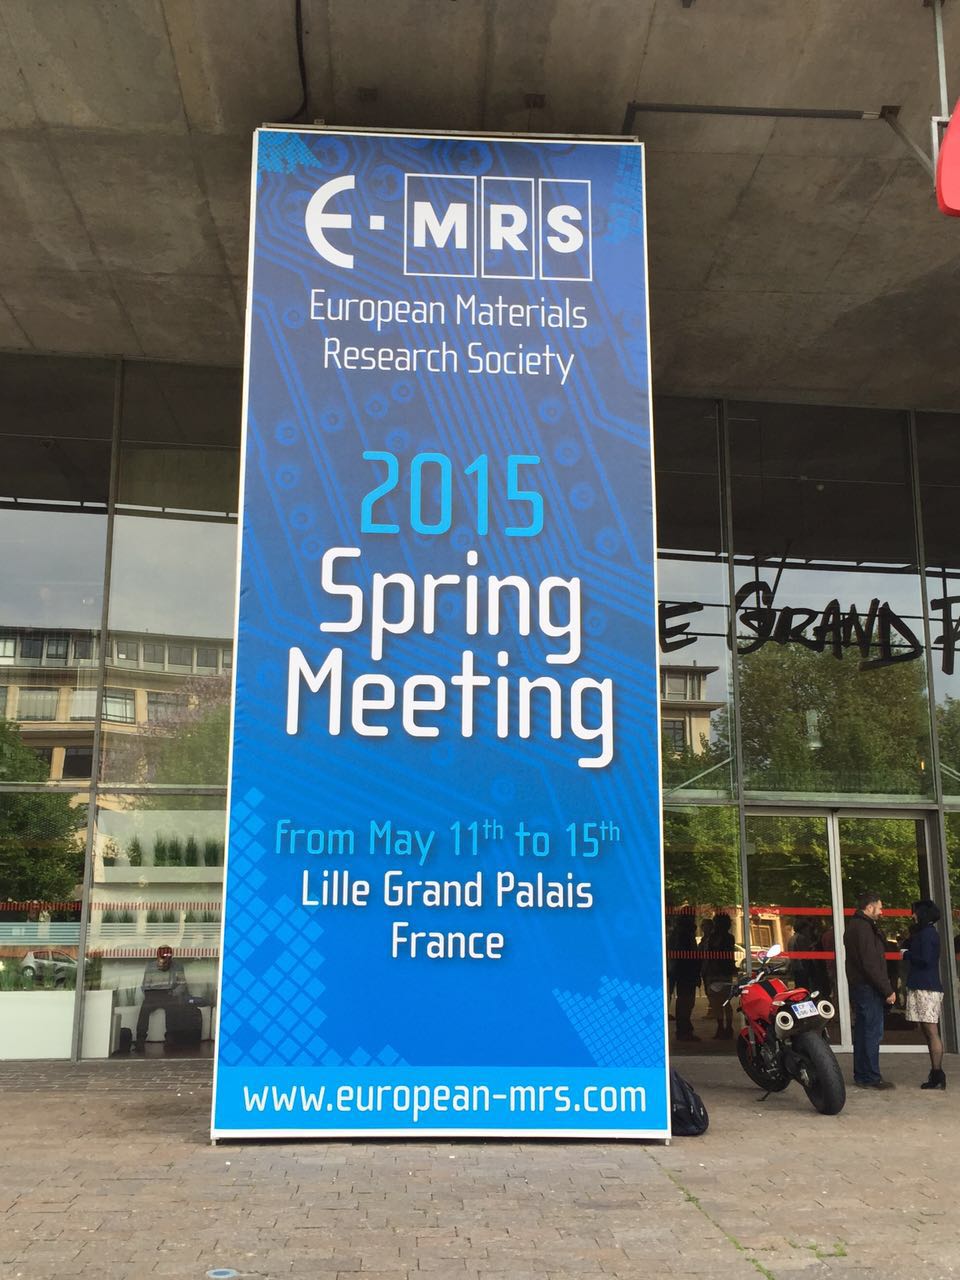 E·MRS
European Materials
Research Society
2015
Spring
Meeting
From May 11th to 15th
Lille Grand Palais
France
www.european-mrs.com
E GRAND P